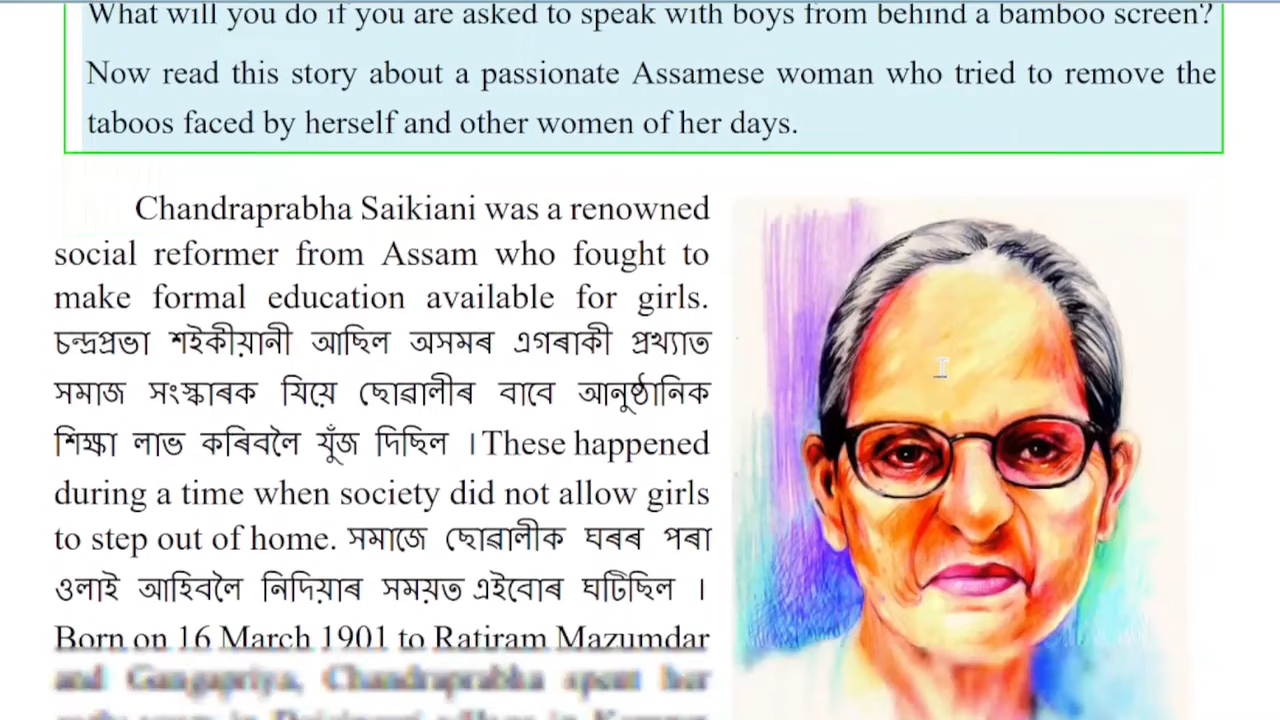 What will you do if you are asked to speak with boys from behind a bamboo screen?
Now read this story about a passionate Assamese woman who tried to remove the
taboos faced by herself and other women of her days.
Chandraprabha Saikiani was a renowned
social reformer from Assam who fought to
make formal education available for girls.
চন্দ্ৰপ্ৰভা শইকীয়ানী আছিল অসমৰ এগৰাকী প্ৰখ্যাত
সমাজ সংস্কাৰক যিয়ে ছোৱালীৰ বাবে আনুষ্ঠানিক
শিক্ষা লাভ কৰিবলৈ যুঁজ দিছিল । These happened
during a time when society did not allow girls
to step out of home. সমাজে ছোৱালীক ঘৰৰ পৰা
ওলাই আহিবলৈ নিদিয়াৰ সময়ত এইবোৰ ঘটিছিল ।
Born on 16 March 1901 to Ratiram Mazumdar
and Gangapriya, Chandraprabha spent her